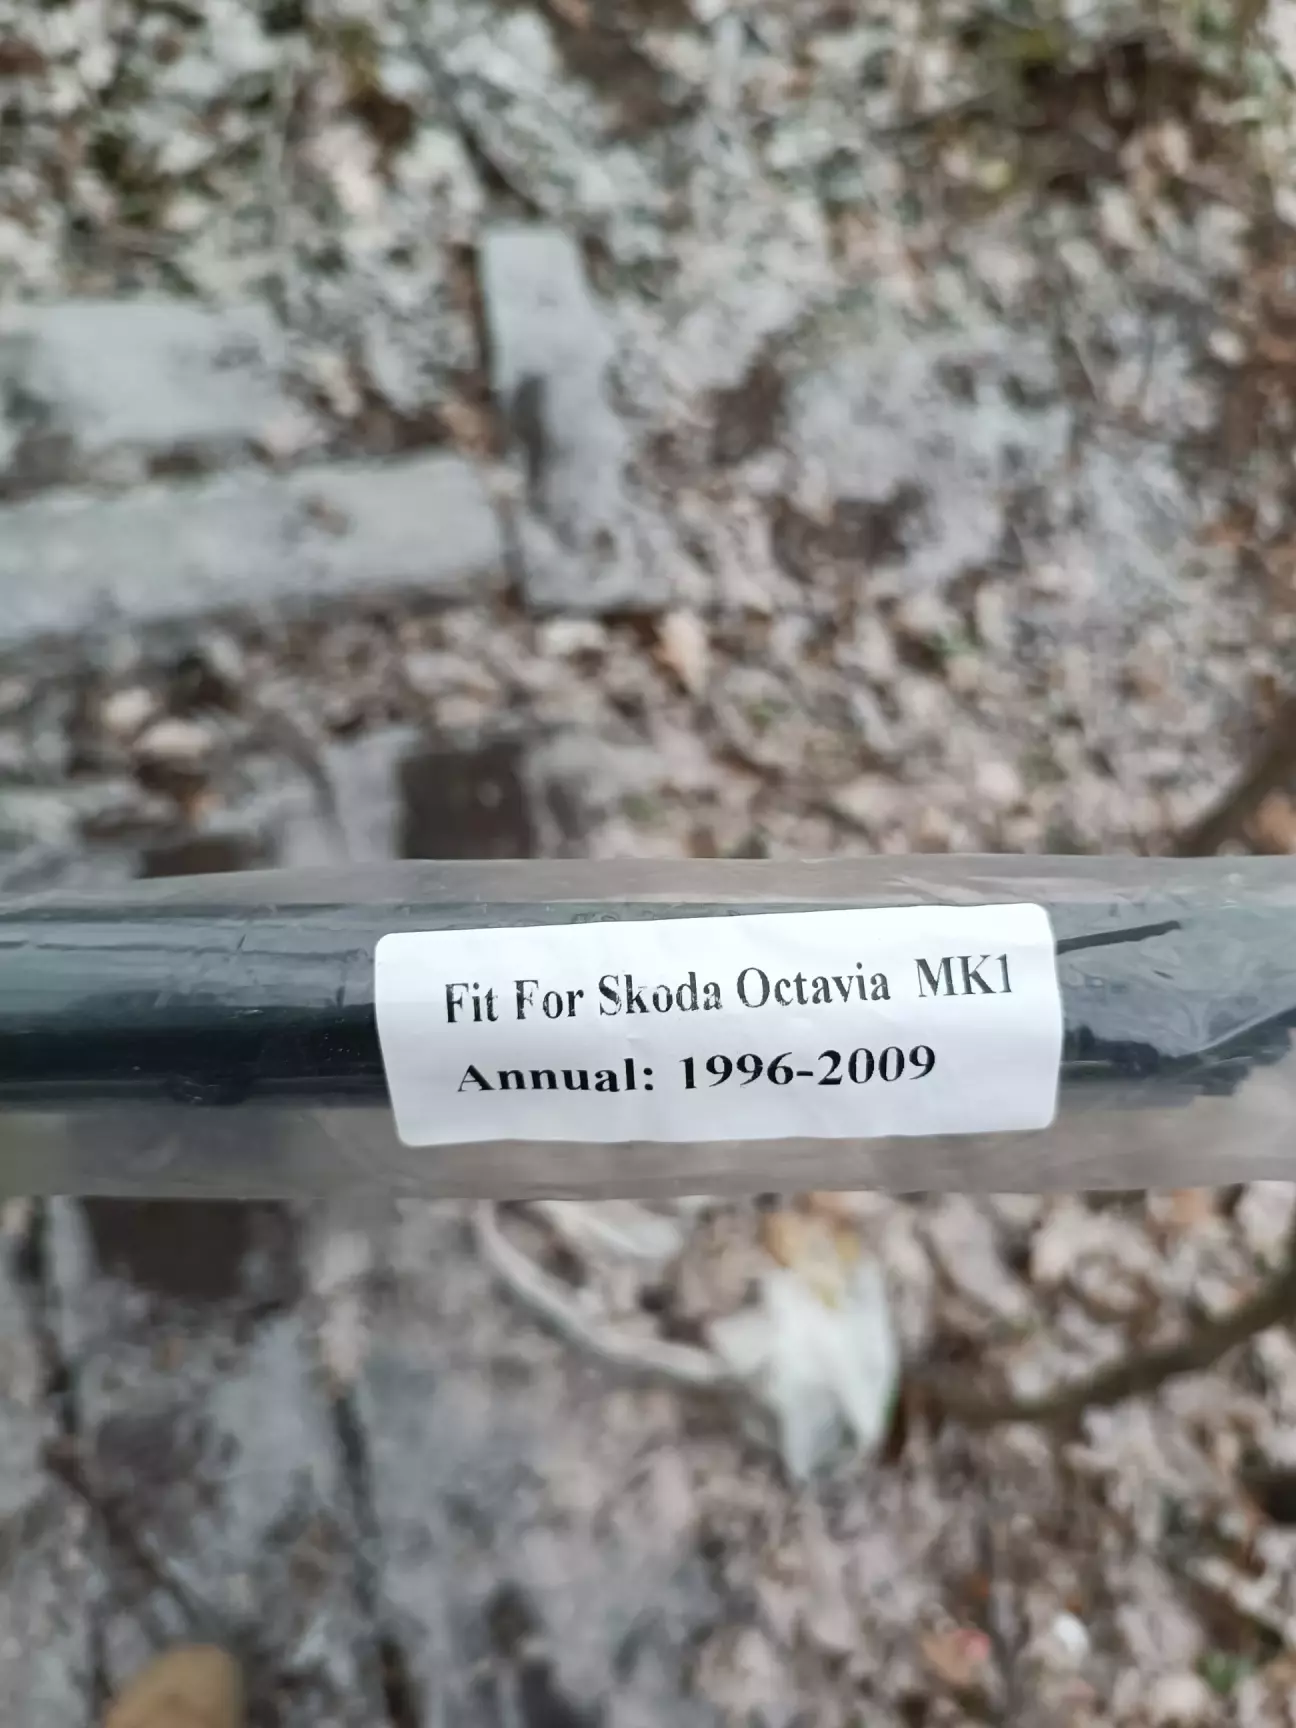 Fit For Skoda Octavia MK1
Annual: 1996-2009